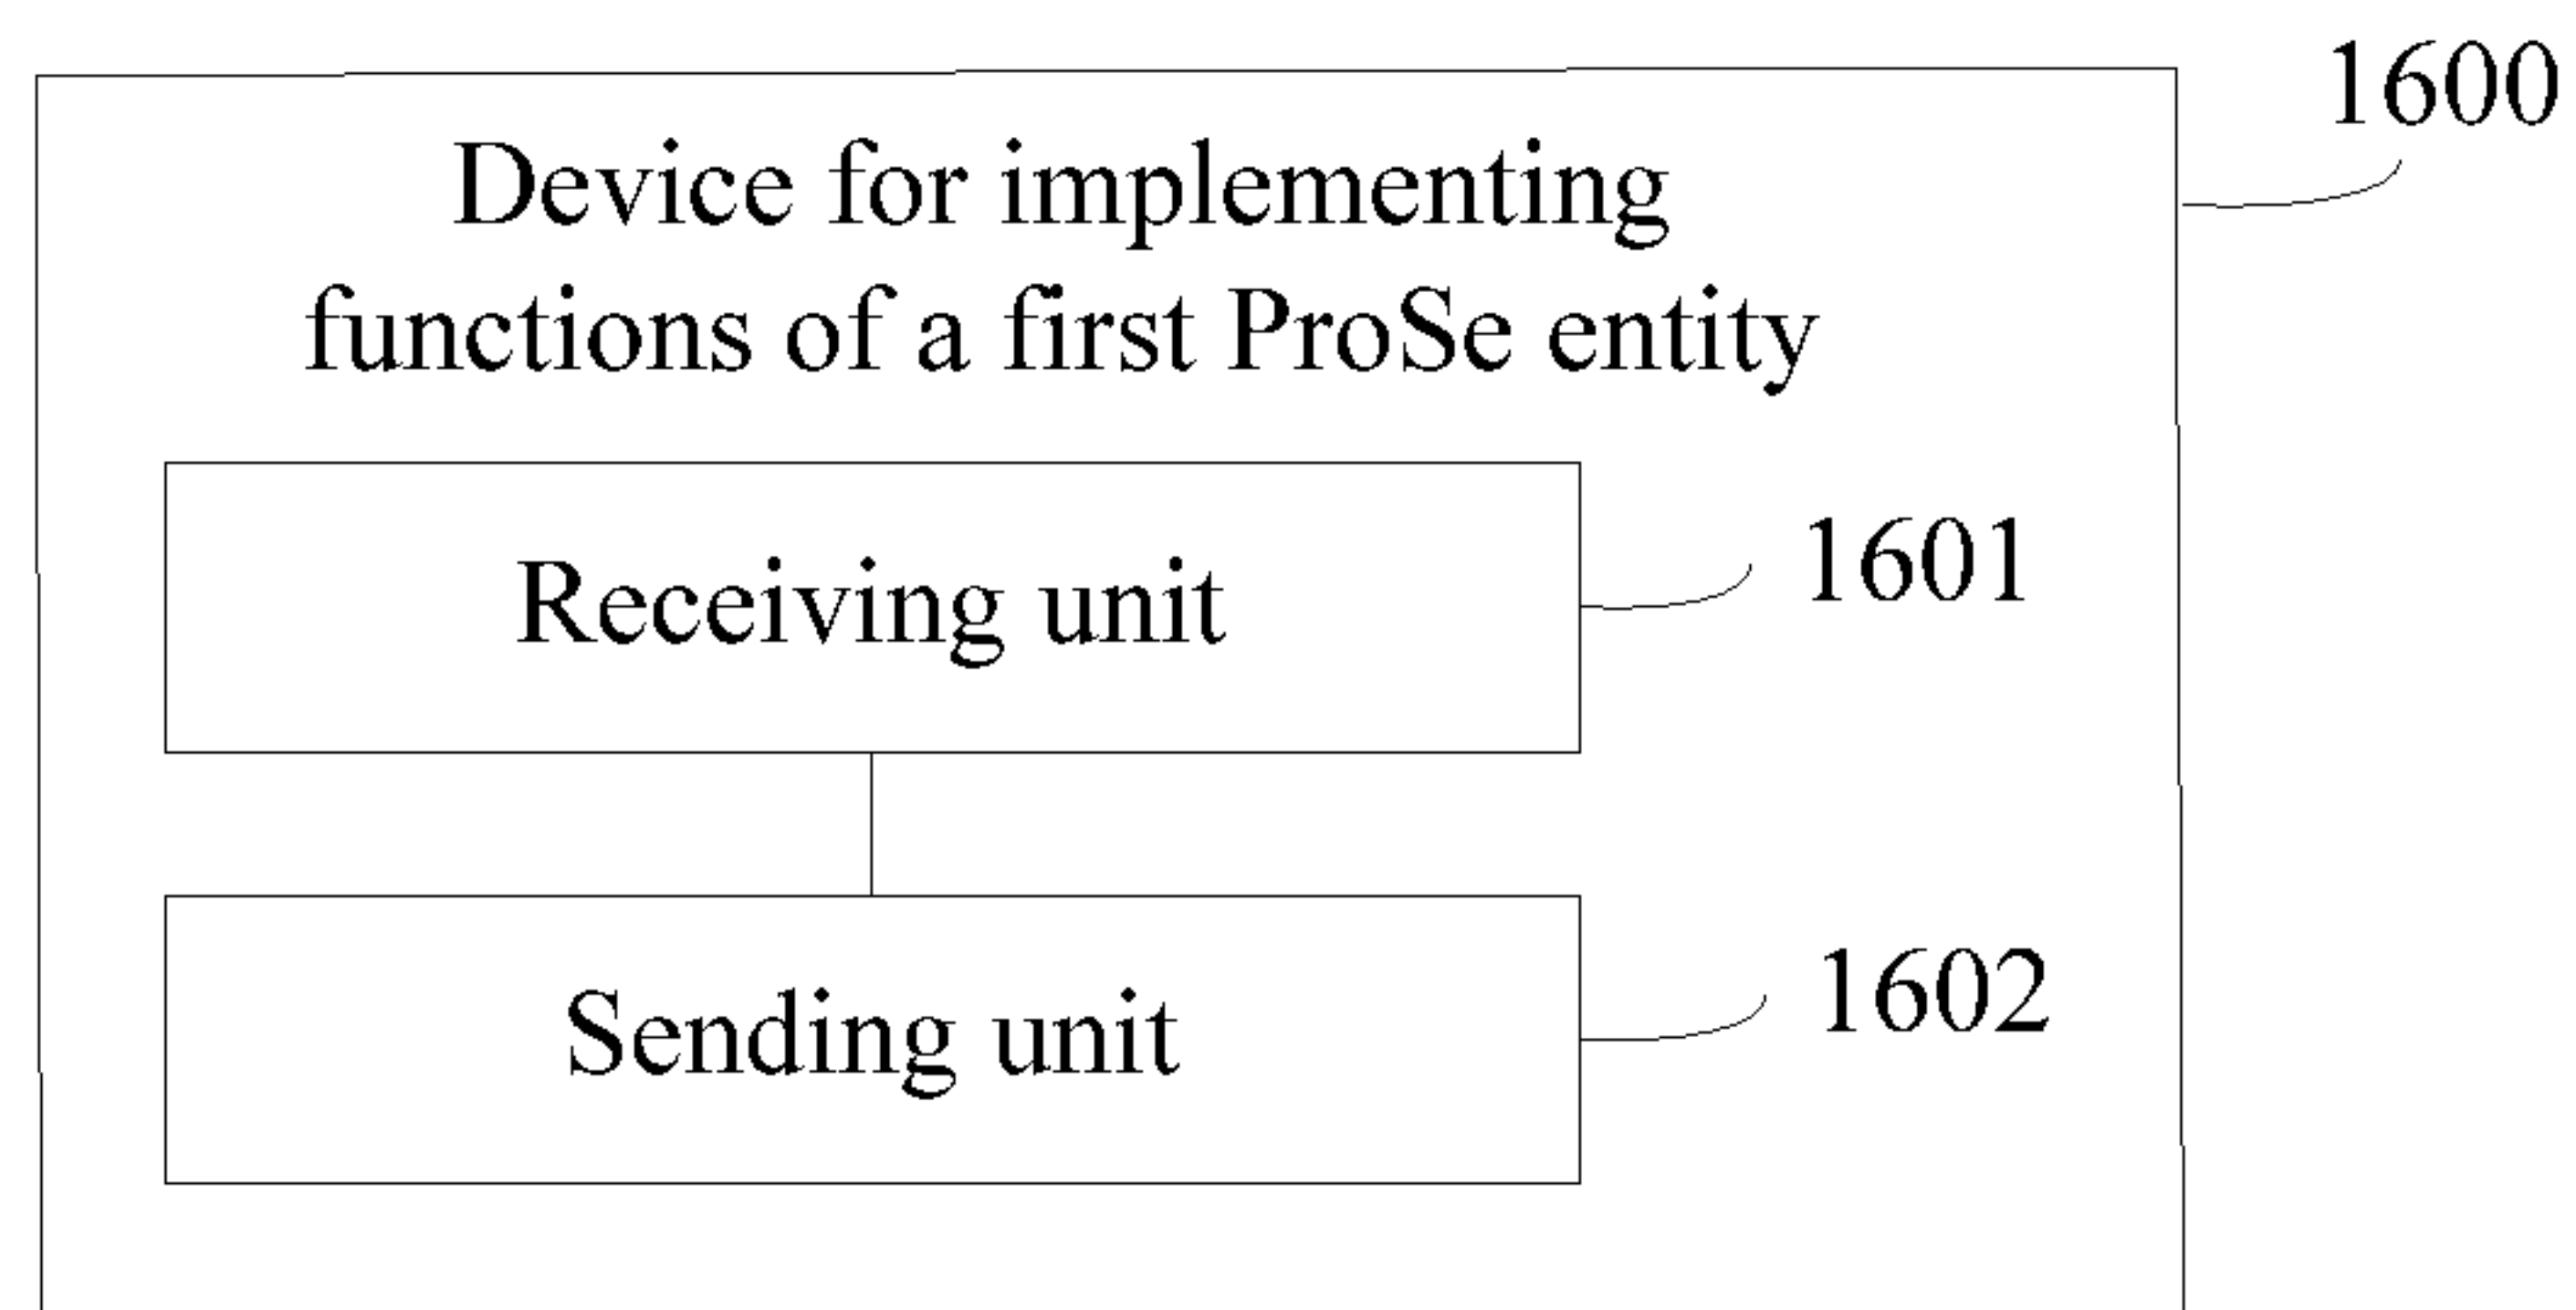 1600
Device for implementing
functions of a first ProSe entity
Receiving unit
1601
Sending unit
1602